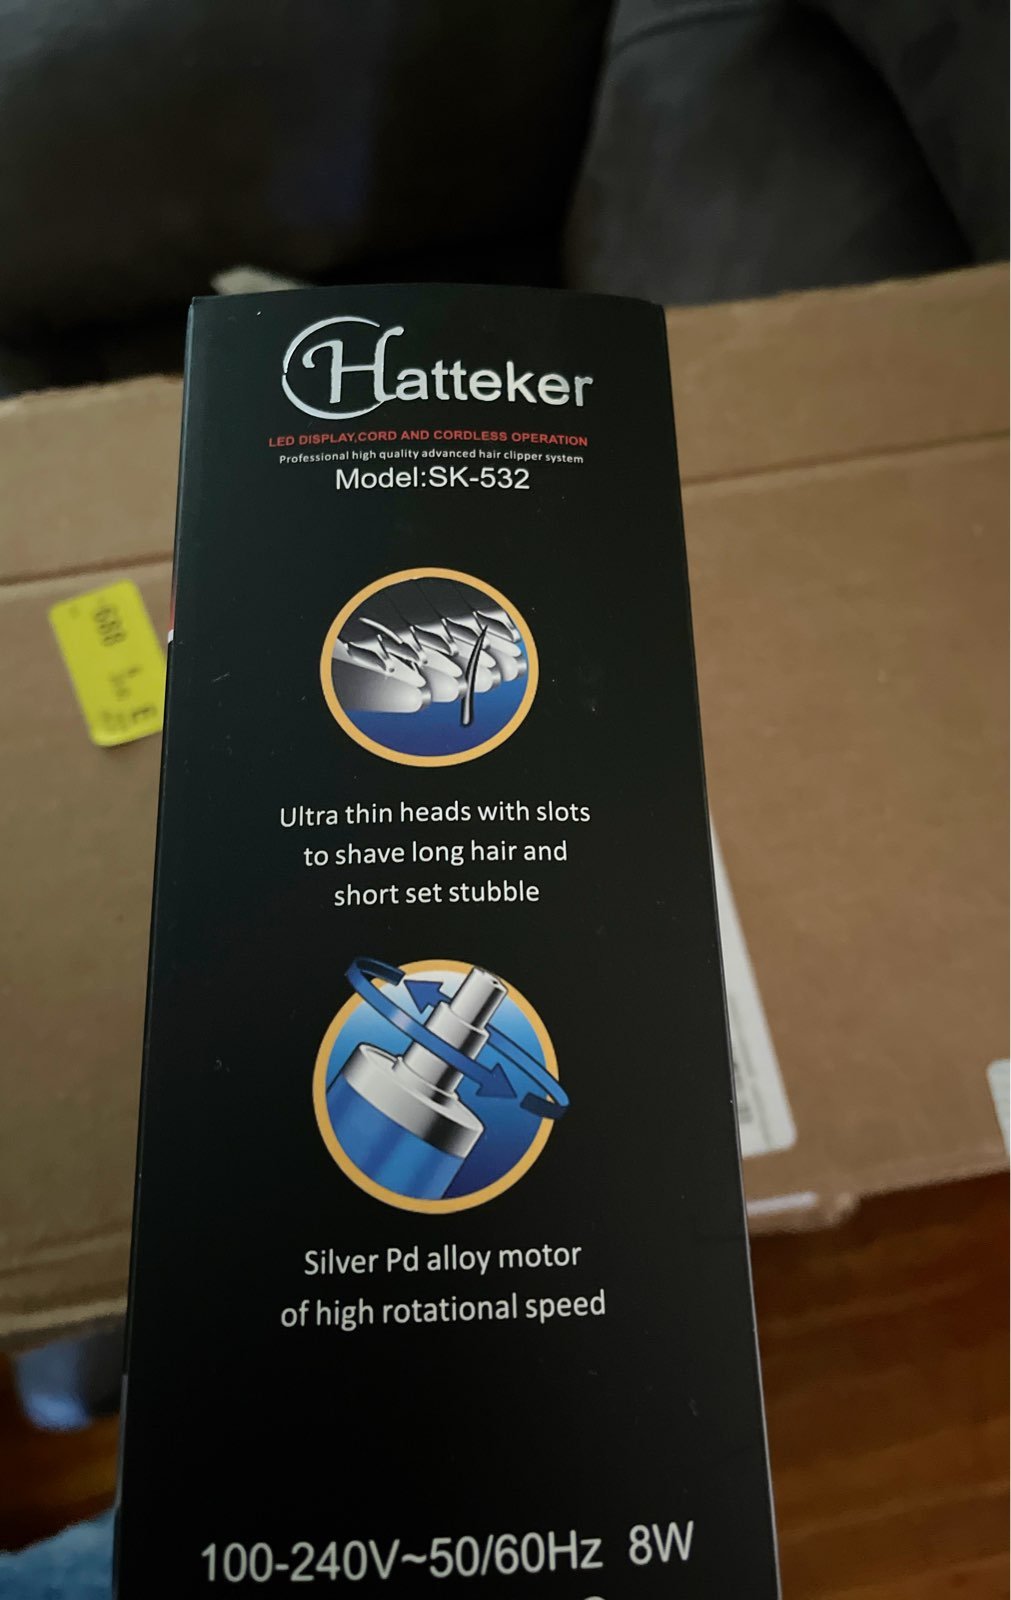 Hatteker
LED DISPLAY,CORD AND CORDLESS OPERATION
Professional high quality advanced hair clipper system
Model:SK-532
Ultra thin heads with slots
to shave long hair and
short set stubble
Silver Pd alloy motor
of high rotational speed
100-240V~50/60Hz 8W